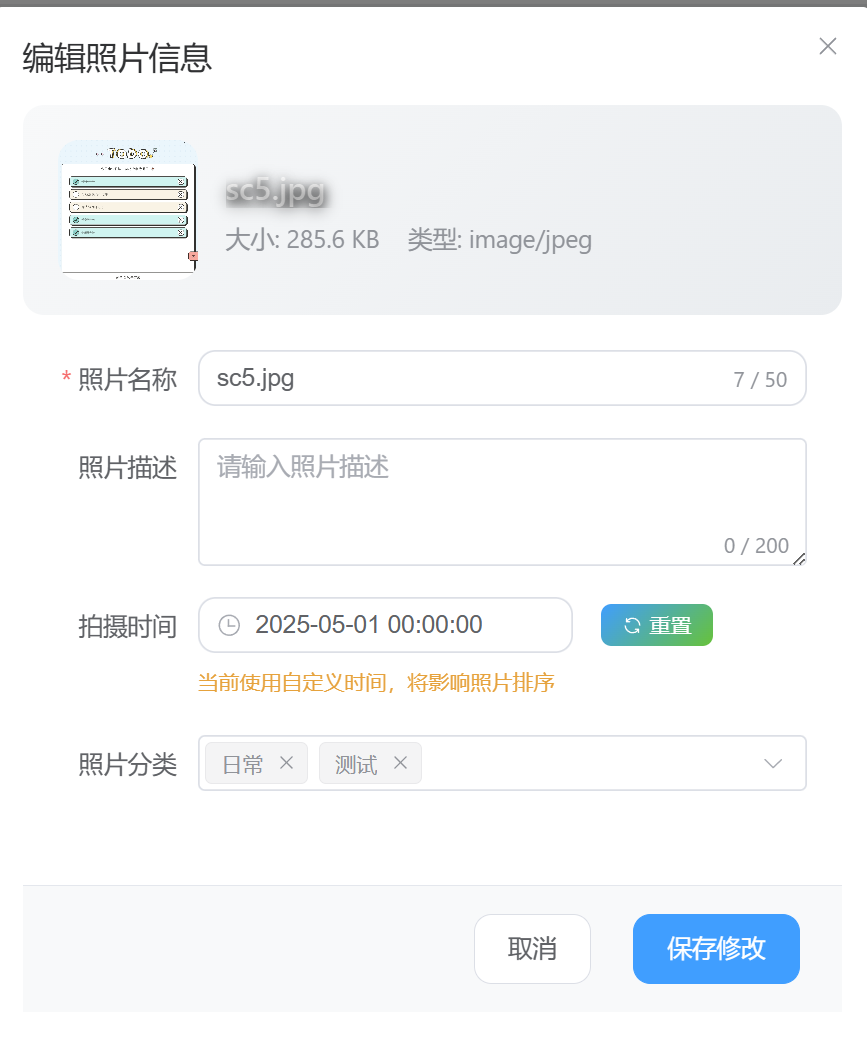 编辑照片信息
sc5.jpg
大小: 285.6 KB 类型: image/jpeg
* 照片名称 sc5.jpg 7 / 50
照片描述 请输入照片描述
0 / 200
拍摄时间 2025-05-01 00:00:00 重置
当前使用自定义时间，将影响照片排序
照片分类 日常 测试
取消 保存修改